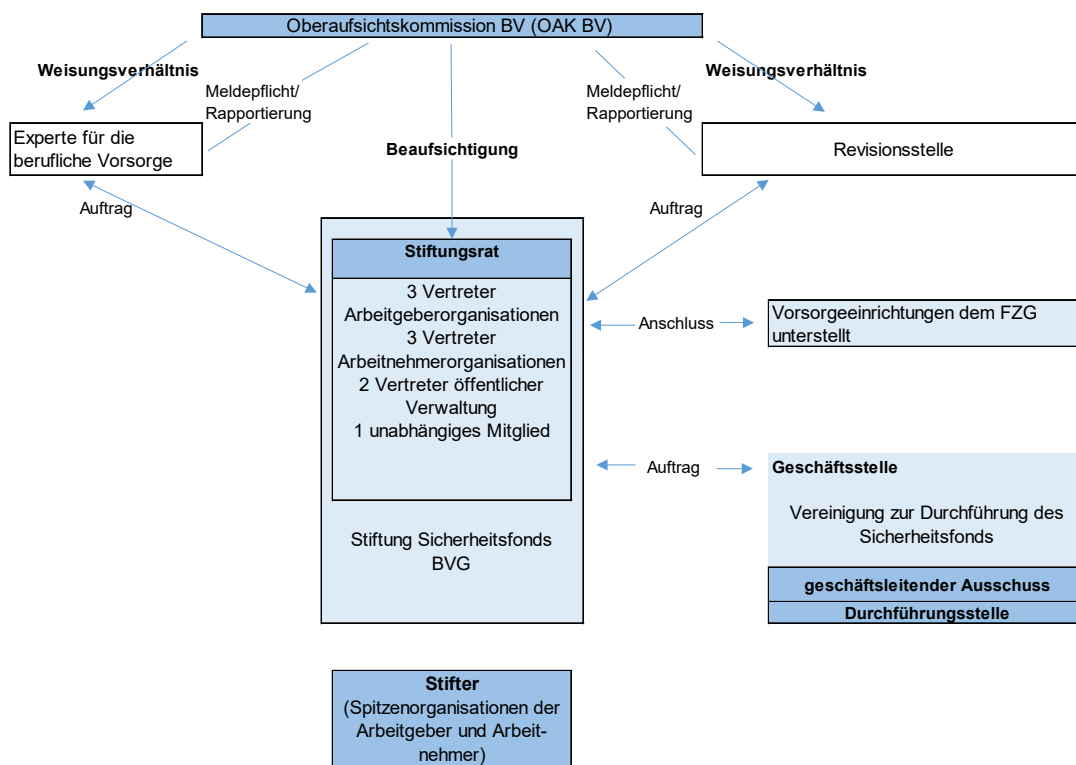 Oberaufsichtskommission BV (OAK BV)
Weisungsverhältnis
Weisungsverhältnis
Meldepflicht/
Rapportierung
Meldepflicht/
Rapportierung
Experte für die
berufliche Vorsorge
Beaufsichtigung
Revisionsstelle
Auftrag
Auftrag
Stiftungsrat
3 Vertreter
Arbeitgeberorganisationen
3 Vertreter
Arbeitnehmerorganisationen
2 Vertreter öffentlicher
Verwaltung
1 unabhängiges Mitglied
Anschluss
Vorsorgeeinrichtungen dem FZG
unterstellt
Auftrag
Geschäftsstelle
Vereinigung zur Durchführung des
Sicherheitsfonds
Stiftung Sicherheitsfonds
BVG
geschäftsleitender Ausschuss
Durchführungsstelle
Stifter
(Spitzenorganisationen der
Arbeitgeber und Arbeit-
nehmer)